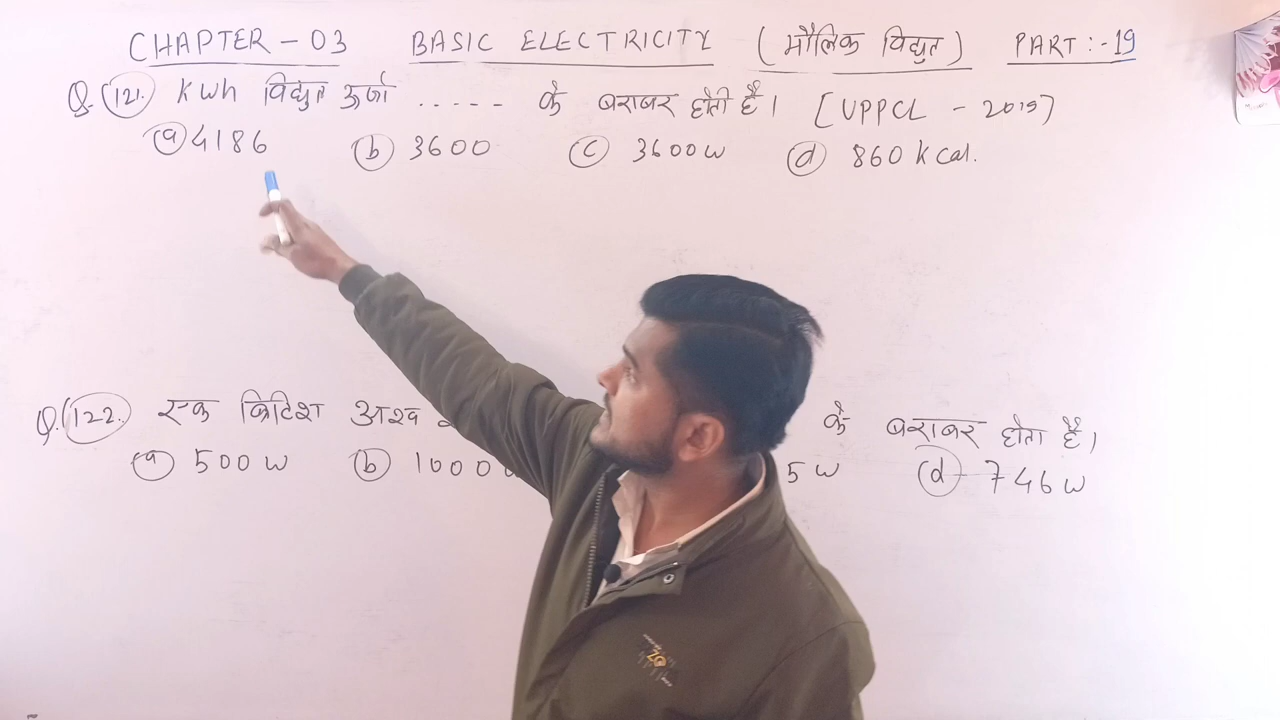 CHAPTER - 03 BASIC ELECTRICITY (मौलिक विद्युत) PART:-19
Q. 121. kwh विद्युत ऊर्जा ..... के बराबर होती है। [UPPCL - 2015]
(a) 4186 (b) 3600 (c) 3600 w (d) 860 k cal.
Q. 122. एक ब्रिटिश अश्व के बराबर होता है।
(a) 500 w (b) 1000 5 w (d) 746 w